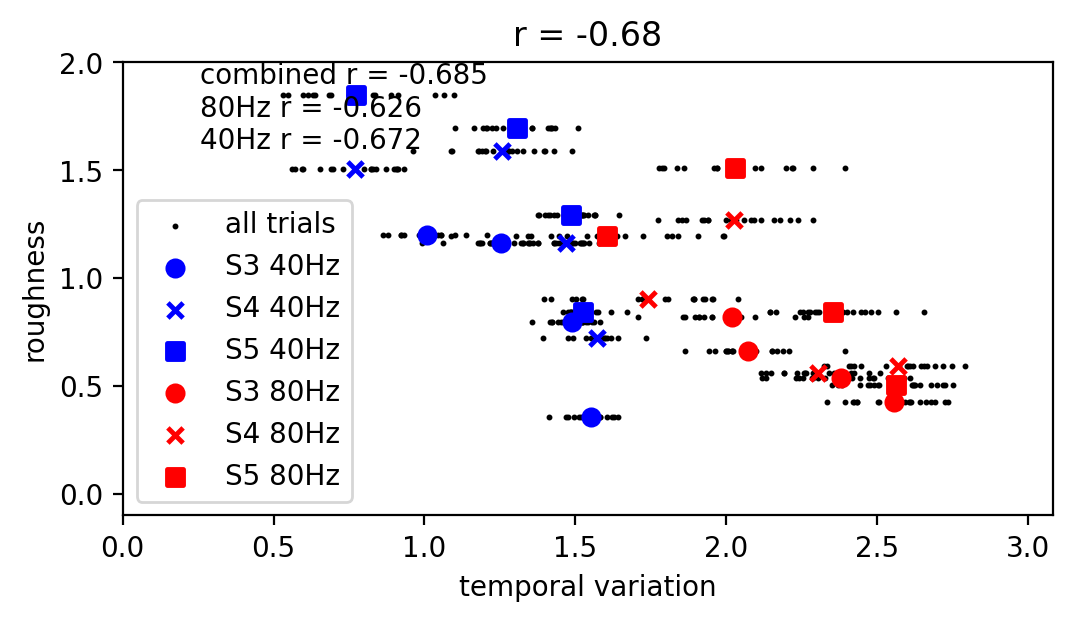 r = -0.68
combined r = -0.685
80Hz r = -0.626
40Hz r = -0.672
2.0
1.5
1.0
0.5
0.0
roughness
all trials
S3 40Hz
S4 40Hz
S5 40Hz
S3 80Hz
S4 80Hz
S5 80Hz
0.0 0.5 1.0 1.5 2.0 2.5 3.0
temporal variation